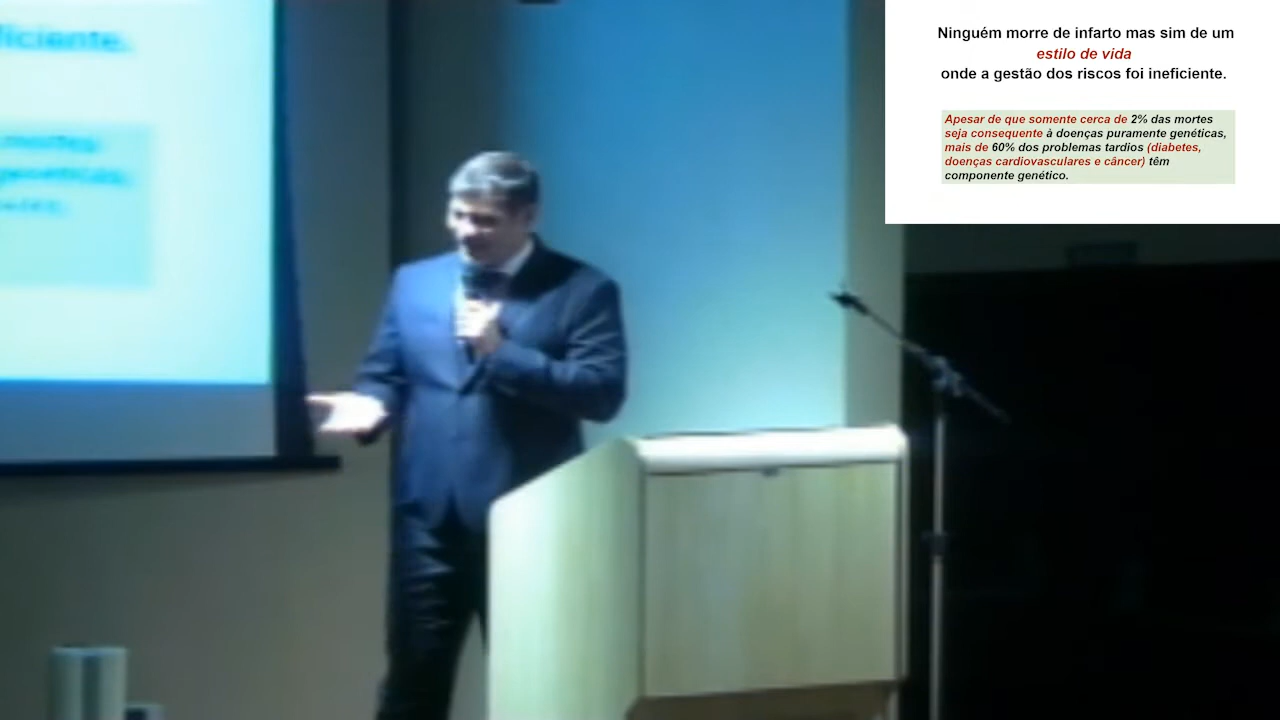 ficiente.
Ninguém morre de infarto mas sim de um
estilo de vida
onde a gestão dos riscos foi ineficiente.
Apesar de que somente cerca de 2% das mortes
seja consequente à doenças puramente genéticas,
mais de 60% dos problemas tardios (diabetes,
doenças cardiovasculares e câncer) têm
componente genético.